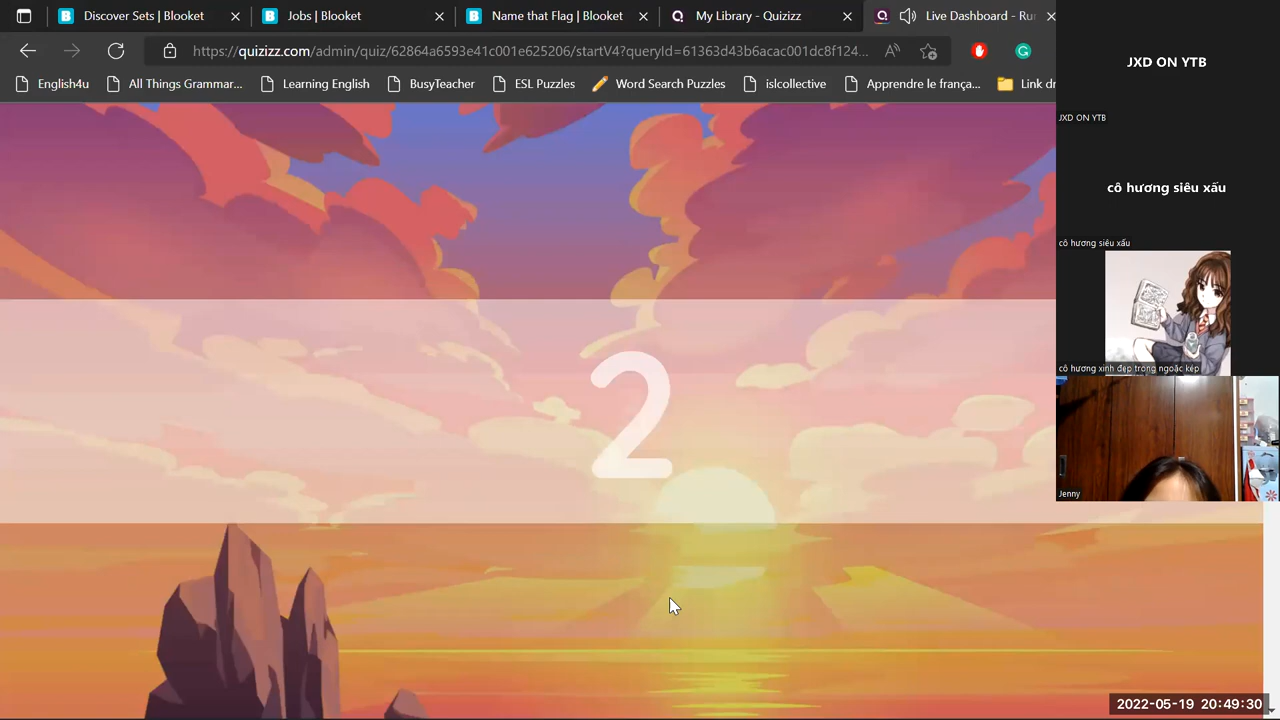 Discover Sets | Blooket
Jobs | Blooket
Name that Flag | Blooket
My Library - Quizizz
Live Dashboard - Ru
https://quizizz.com/admin/quiz/62864a6593e41c001e625206/startV4?queryId=61363d43b6acac001dc8f124...
English4u
All Things Grammar...
Learning English
BusyTeacher
ESL Puzzles
Word Search Puzzles
islcollective
Apprendre le frança...
Link dr
JXD ON YTB
JXD ON YTB
cô hương siêu xấu
cô hương siêu xấu
cô hương xinh đẹp trong ngoặc kép
Jenny
2
2022-05-19 20:49:30